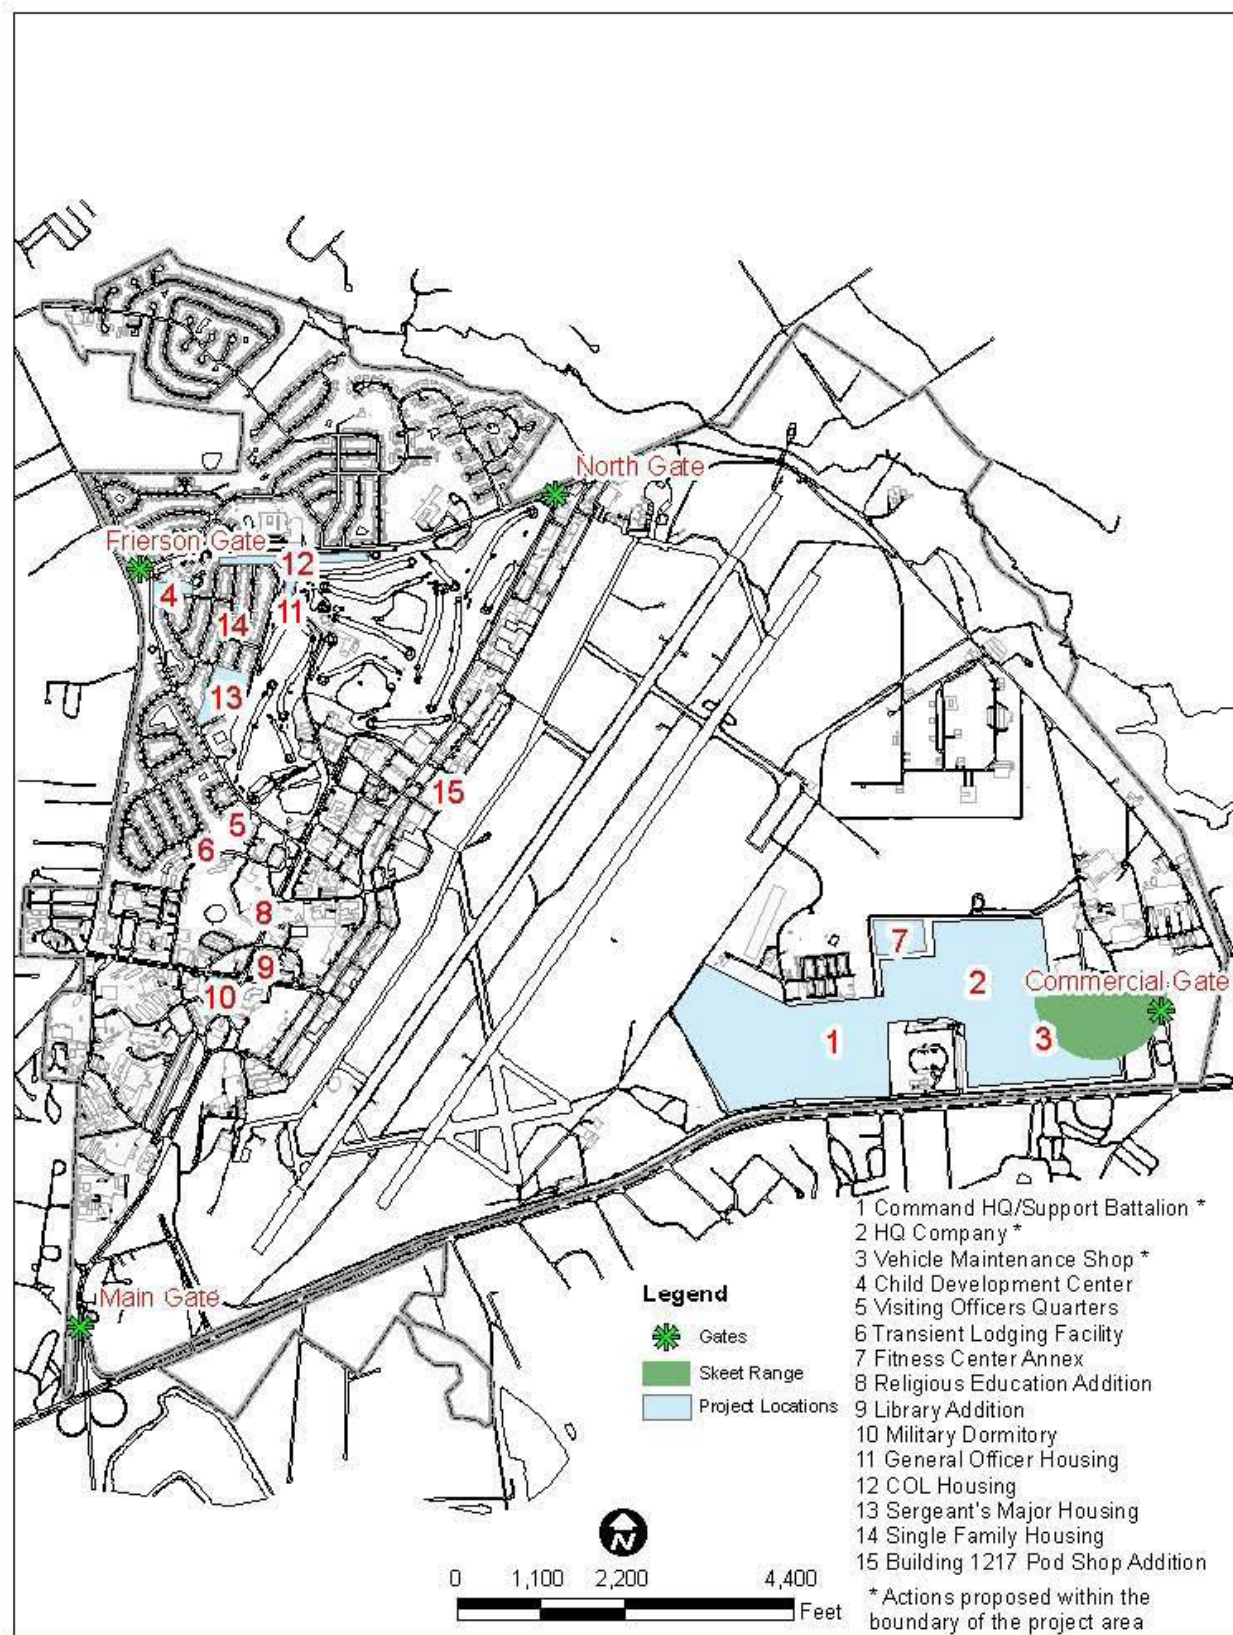 North Gate
Frierson Gate
12
4
11
14
13
15
5
6
8
7
9
2
Commercial Gate
10
1
3
Main Gate
Legend
Gates
Skeet Range
Project Locations
1 Command HQ/Support Battalion *
2 HQ Company *
3 Vehicle Maintenance Shop *
4 Child Development Center
5 Visiting Officers Quarters
6 Transient Lodging Facility
7 Fitness Center Annex
8 Religious Education Addition
9 Library Addition
10 Military Dormitory
11 General Officer Housing
12 COL Housing
13 Sergeant's Major Housing
14 Single Family Housing
15 Building 1217 Pod Shop Addition
* Actions proposed within the
boundary of the project area
N
0 1,100 2,200 4,400
Feet